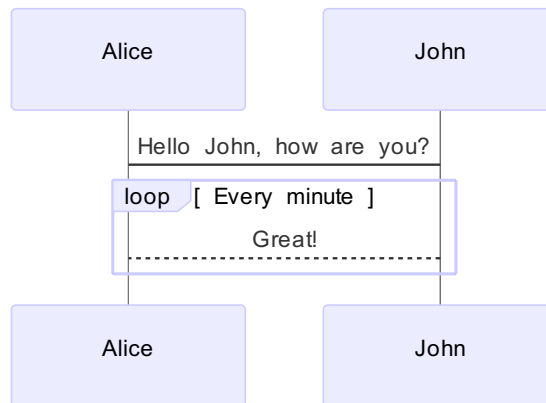 Alice John
Hello John, how are you?
loop [ Every minute ]
Great!
Alice John